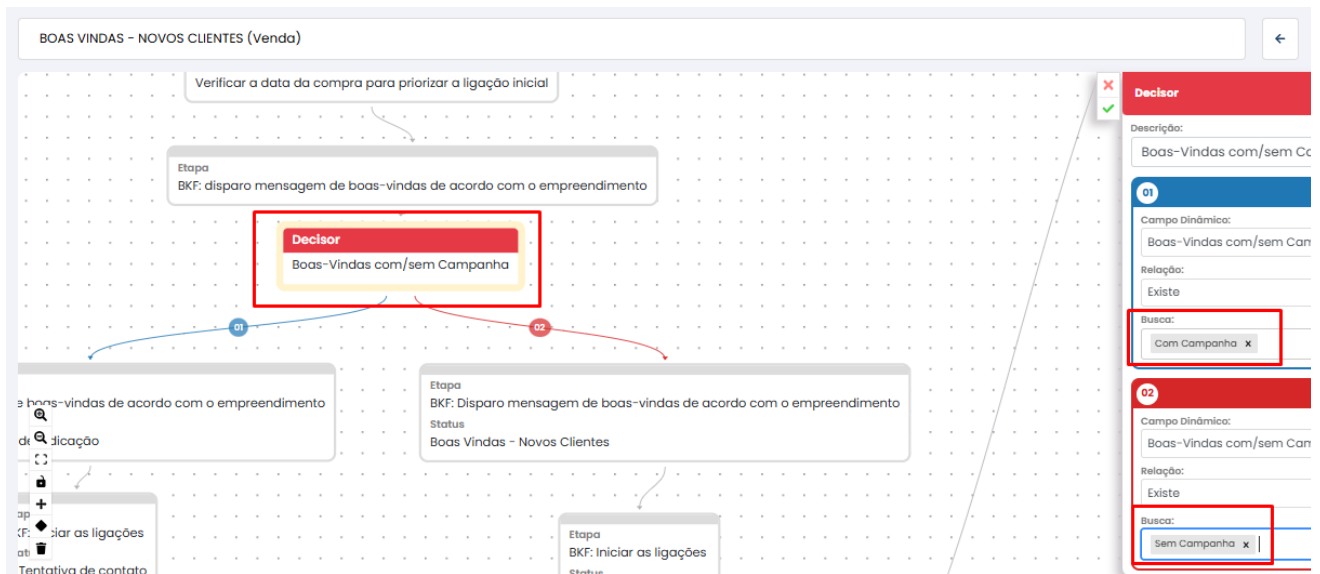 BOAS VINDAS - NOVOS CLIENTES (Venda)
Verificar a data da compra para priorizar a ligação inicial
Etapa
BKF: disparo mensagem de boas-vindas de acordo com o empreendimento
Decisor
Boas-Vindas com/sem Campanha
01
02
boas-vindas de acordo com o empreendimento
dicação
Etapa
BKF: Disparo mensagem de boas-vindas de acordo com o empreendimento
Status
Boas Vindas - Novos Clientes
ciar as ligações
Tentativa de contato
Etapa
BKF: Iniciar as ligações
Status
Decisor
Descrição:
Boas-Vindas com/sem Ca
01
Campo Dinâmico:
Boas-Vindas com/sem Cam
Relação:
Existe
Busca:
Com Campanha x
02
Campo Dinâmico:
Boas-Vindas com/sem Cam
Relação:
Existe
Busca:
Sem Campanha x